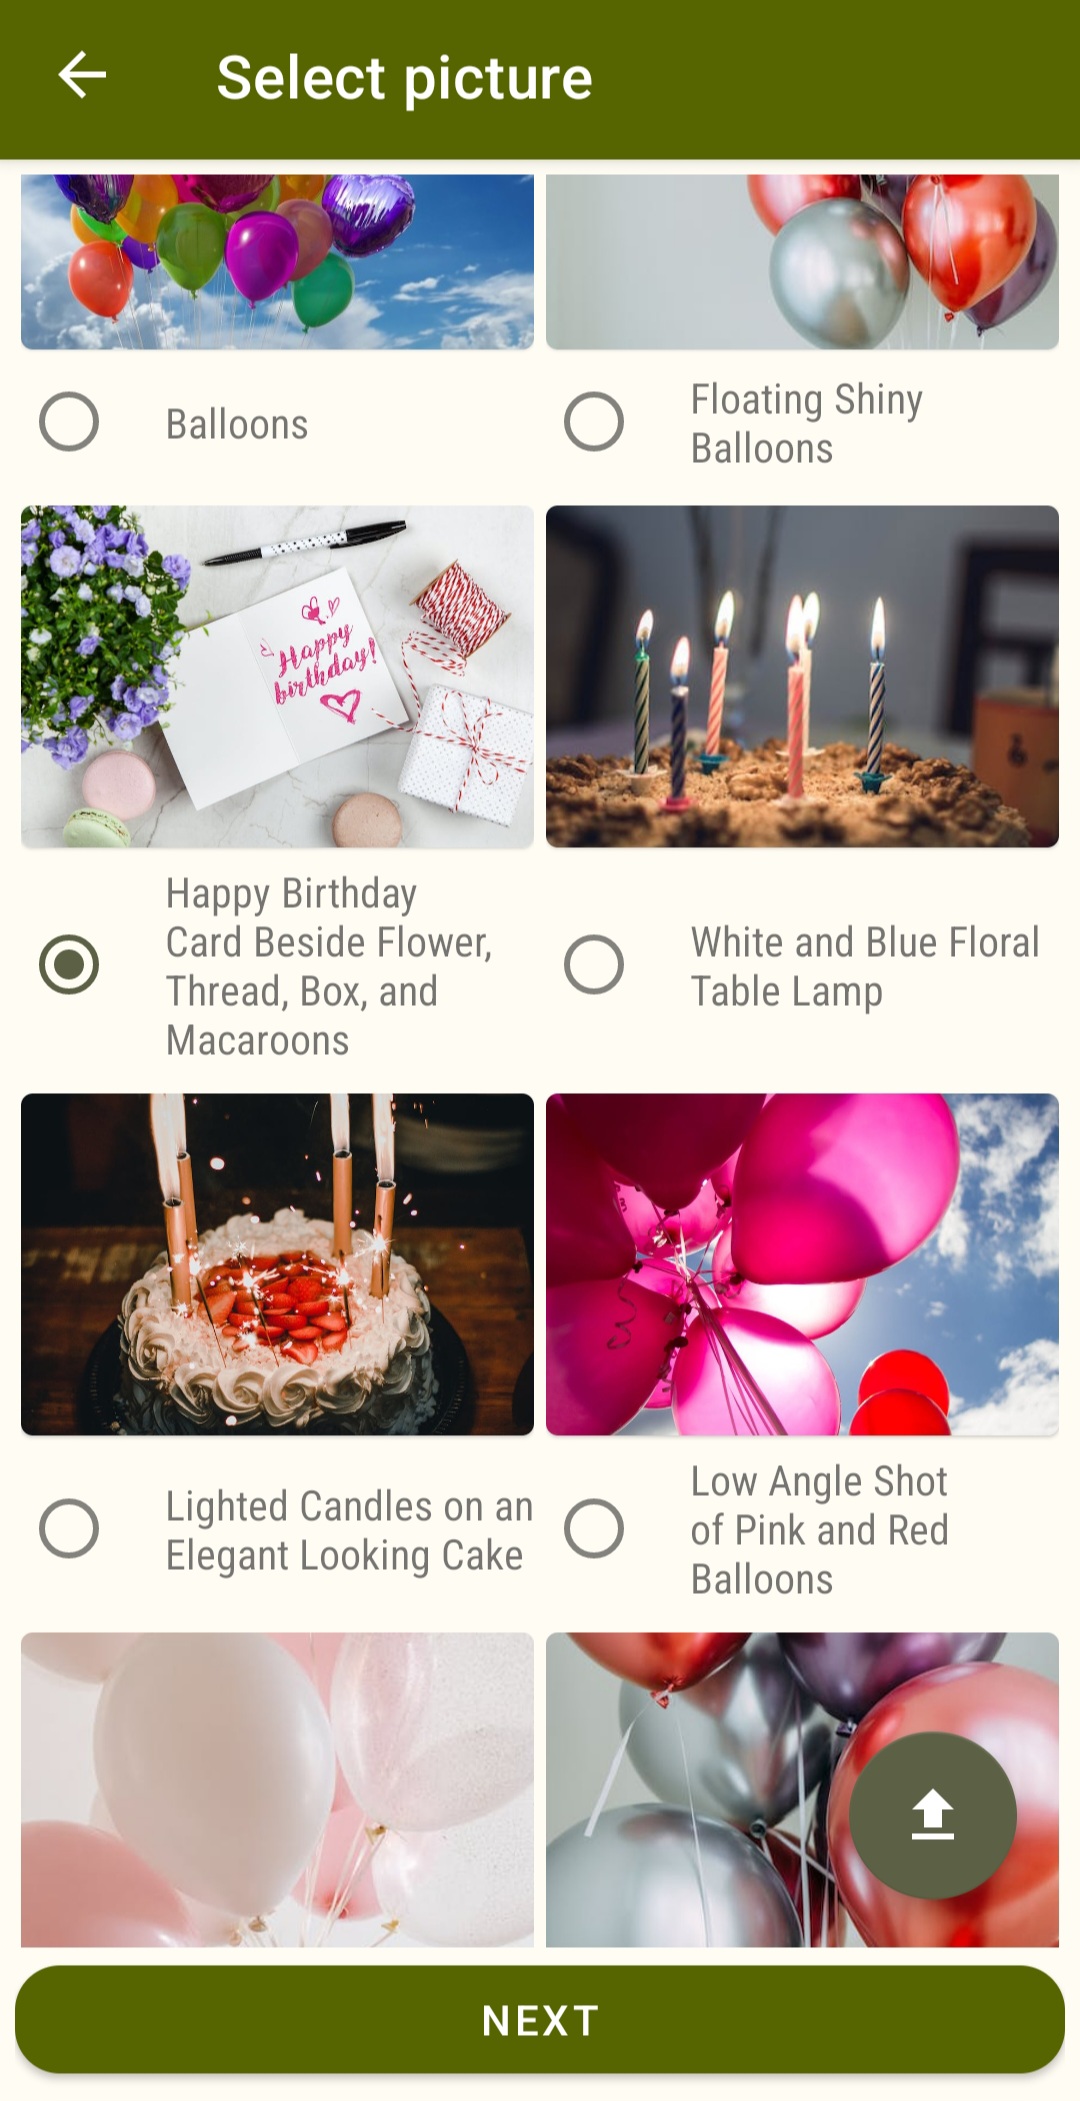 Select picture
Balloons
Floating Shiny
Balloons
Happy
birthday!
Happy Birthday
Card Beside Flower,
Thread, Box, and
Macaroons
White and Blue Floral
Table Lamp
Lighted Candles on an
Elegant Looking Cake
Low Angle Shot
of Pink and Red
Balloons
NEXT